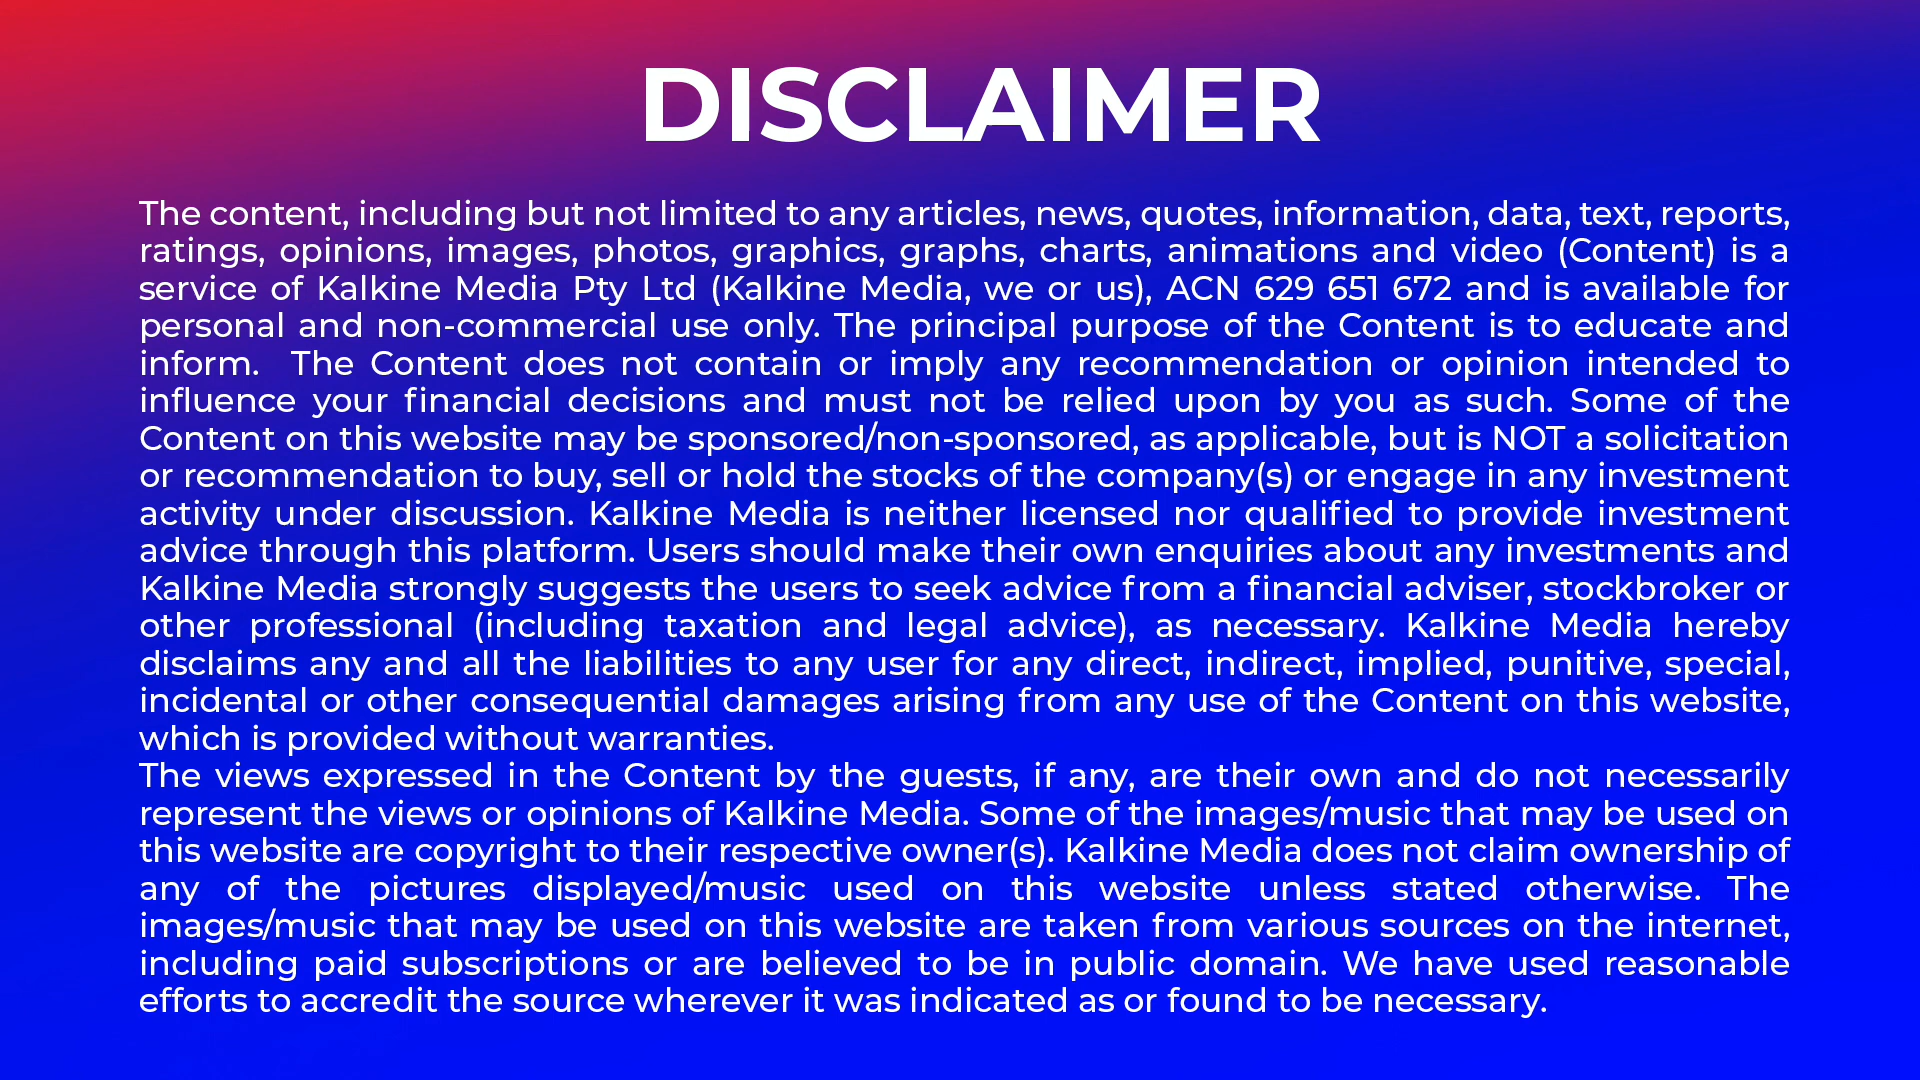 DISCLAIMER
The content, including but not limited to any articles, news, quotes, information, data, text, reports,
ratings, opinions, images, photos, graphics, graphs, charts, animations and video (Content) is a
service of Kalkine Media Pty Ltd (Kalkine Media, we or us), ACN 629 651 672 and is available for
personal and non-commercial use only. The principal purpose of the Content is to educate and
inform.  The Content does not contain or imply any recommendation or opinion intended to
influence your financial decisions and must not be relied upon by you as such. Some of the
Content on this website may be sponsored/non-sponsored, as applicable, but is NOT a solicitation
or recommendation to buy, sell or hold the stocks of the company(s) or engage in any investment
activity under discussion. Kalkine Media is neither licensed nor qualified to provide investment
advice through this platform. Users should make their own enquiries about any investments and
Kalkine Media strongly suggests the users to seek advice from a financial adviser, stockbroker or
other professional (including taxation and legal advice), as necessary. Kalkine Media hereby
disclaims any and all the liabilities to any user for any direct, indirect, implied, punitive, special,
incidental or other consequential damages arising from any use of the Content on this website,
which is provided without warranties.
The views expressed in the Content by the guests, if any, are their own and do not necessarily
represent the views or opinions of Kalkine Media. Some of the images/music that may be used on
this website are copyright to their respective owner(s). Kalkine Media does not claim ownership of
any of the pictures displayed/music used on this website unless stated otherwise. The
images/music that may be used on this website are taken from various sources on the internet,
including paid subscriptions or are believed to be in public domain. We have used reasonable
efforts to accredit the source wherever it was indicated as or found to be necessary.